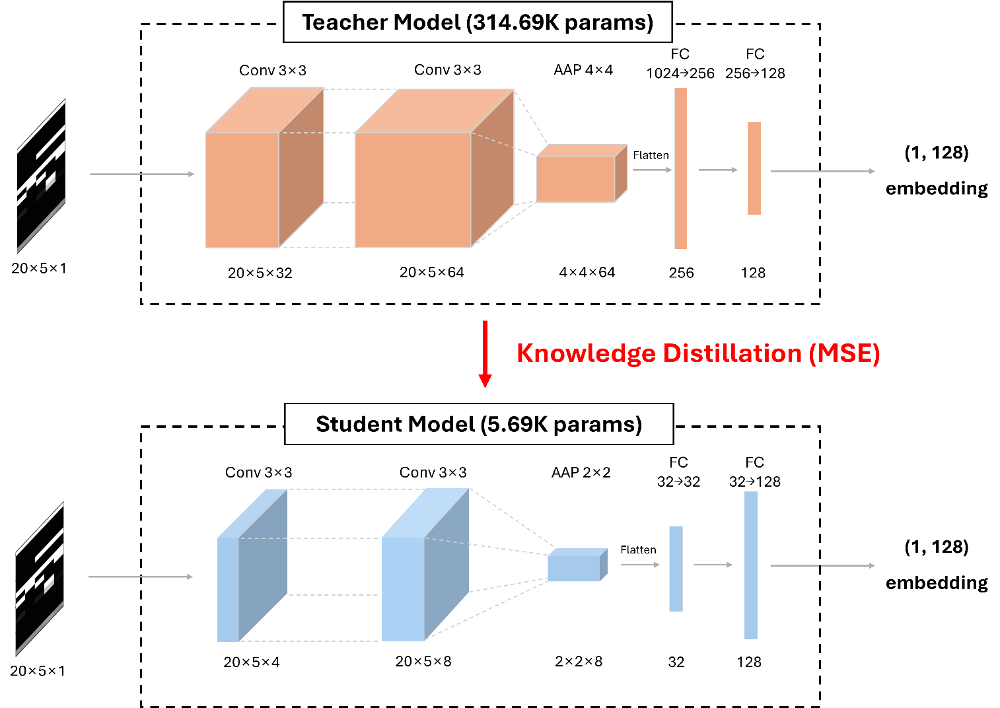 Teacher Model (314.69K params)
Conv 3×3
Conv 3×3
AAP 4×4
FC
1024→256
FC
256→128
Flatten
(1, 128)
embedding
20×5×1
20×5×32
20×5×64
4×4×64
256
128
Knowledge Distillation (MSE)
Student Model (5.69K params)
Conv 3×3
Conv 3×3
AAP 2×2
FC
32→32
FC
32→128
Flatten
(1, 128)
embedding
20×5×1
20×5×4
20×5×8
2×2×8
32
128